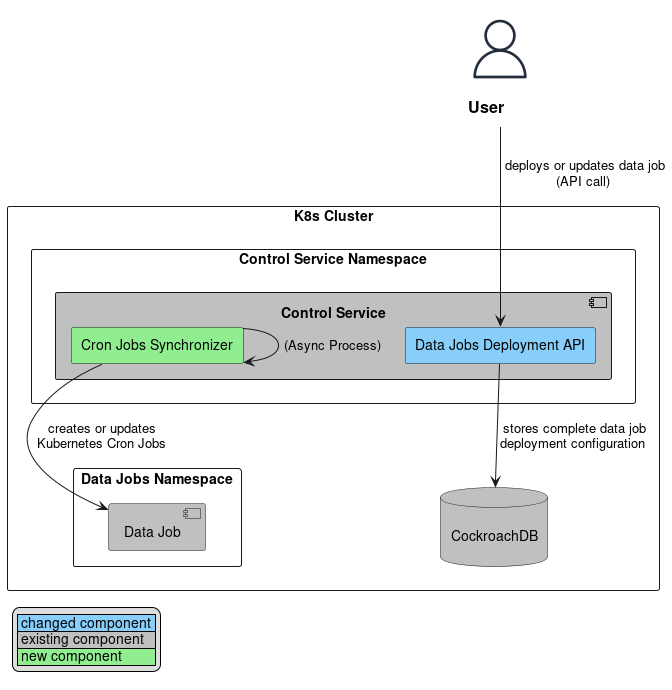 User
deploys or updates data job
(API call)
K8s Cluster
Control Service Namespace
Control Service
Cron Jobs Synchronizer
(Async Process)
Data Jobs Deployment API
creates or updates
Kubernetes Cron Jobs
stores complete data job
deployment configuration
Data Jobs Namespace
Data Job
CockroachDB
changed component
existing component
new component